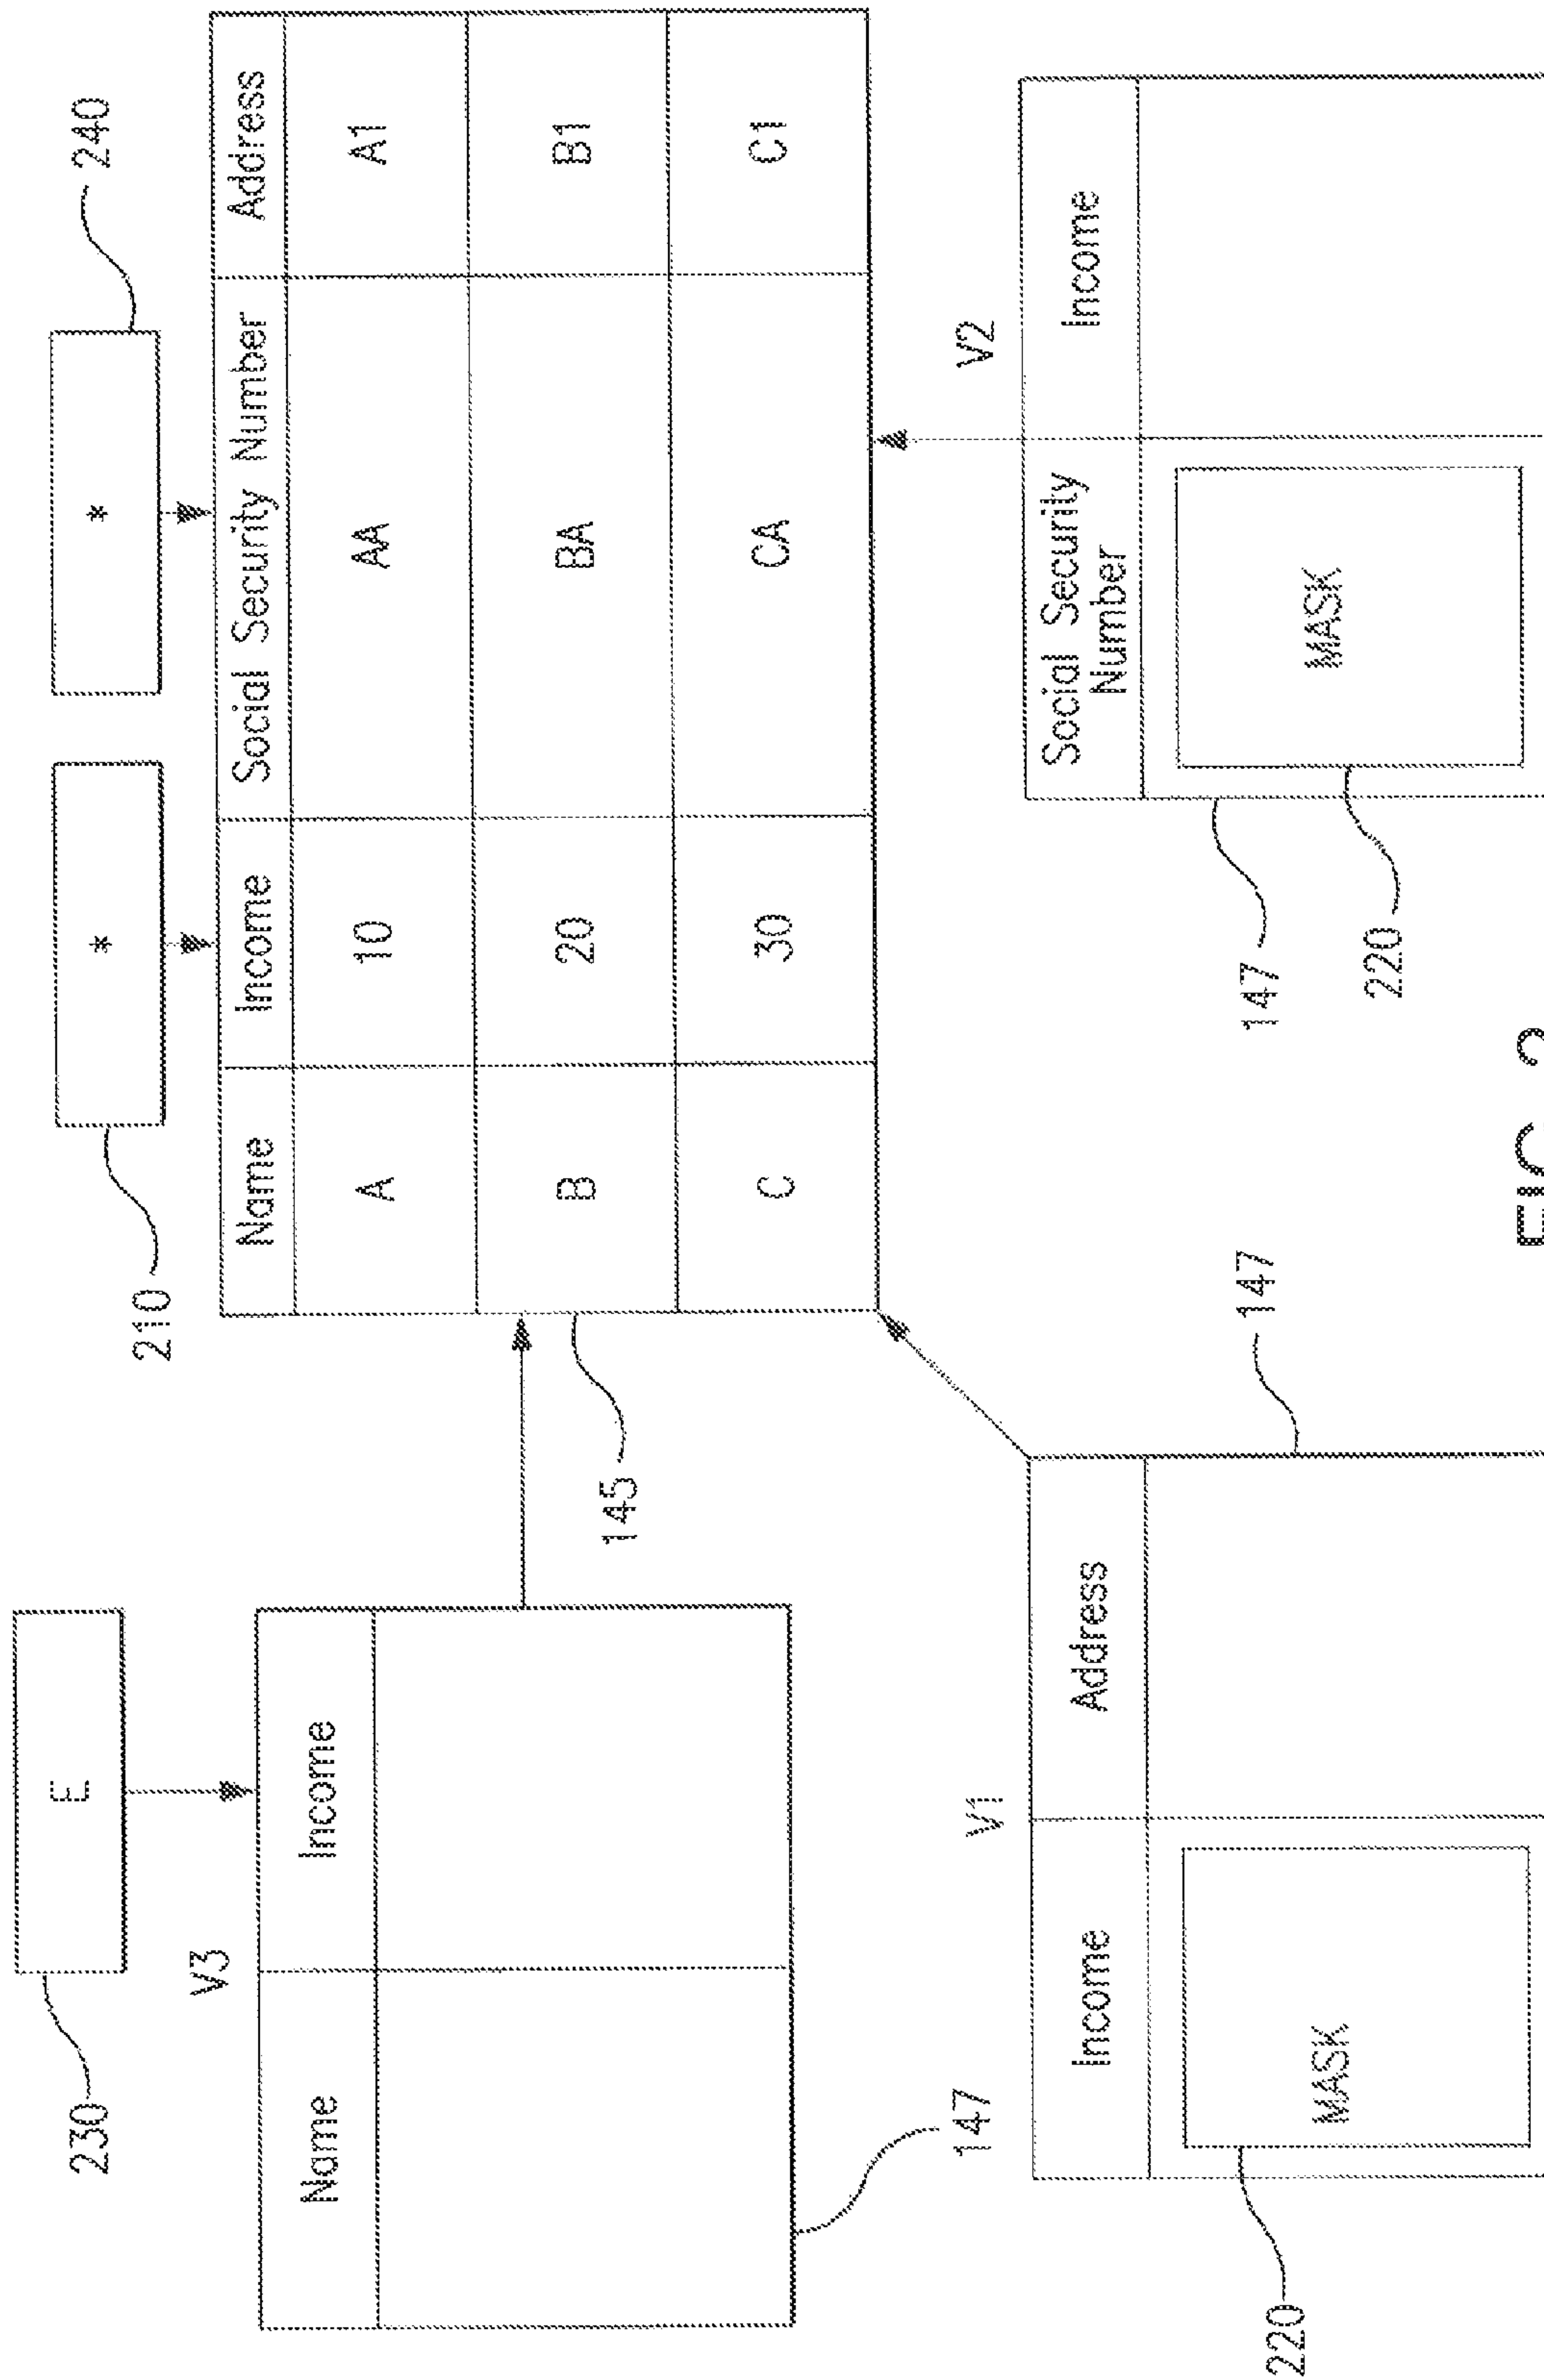 230
E
210
*
*
240
V3
Name Income
147
145
Name Income Social Security Number Address
A 10 AA A1
B 20 BA B1
C 30 CA C1
V1
V2
Income Address
147
220
MASK
Social Security
Number
Income
147
220
MASK